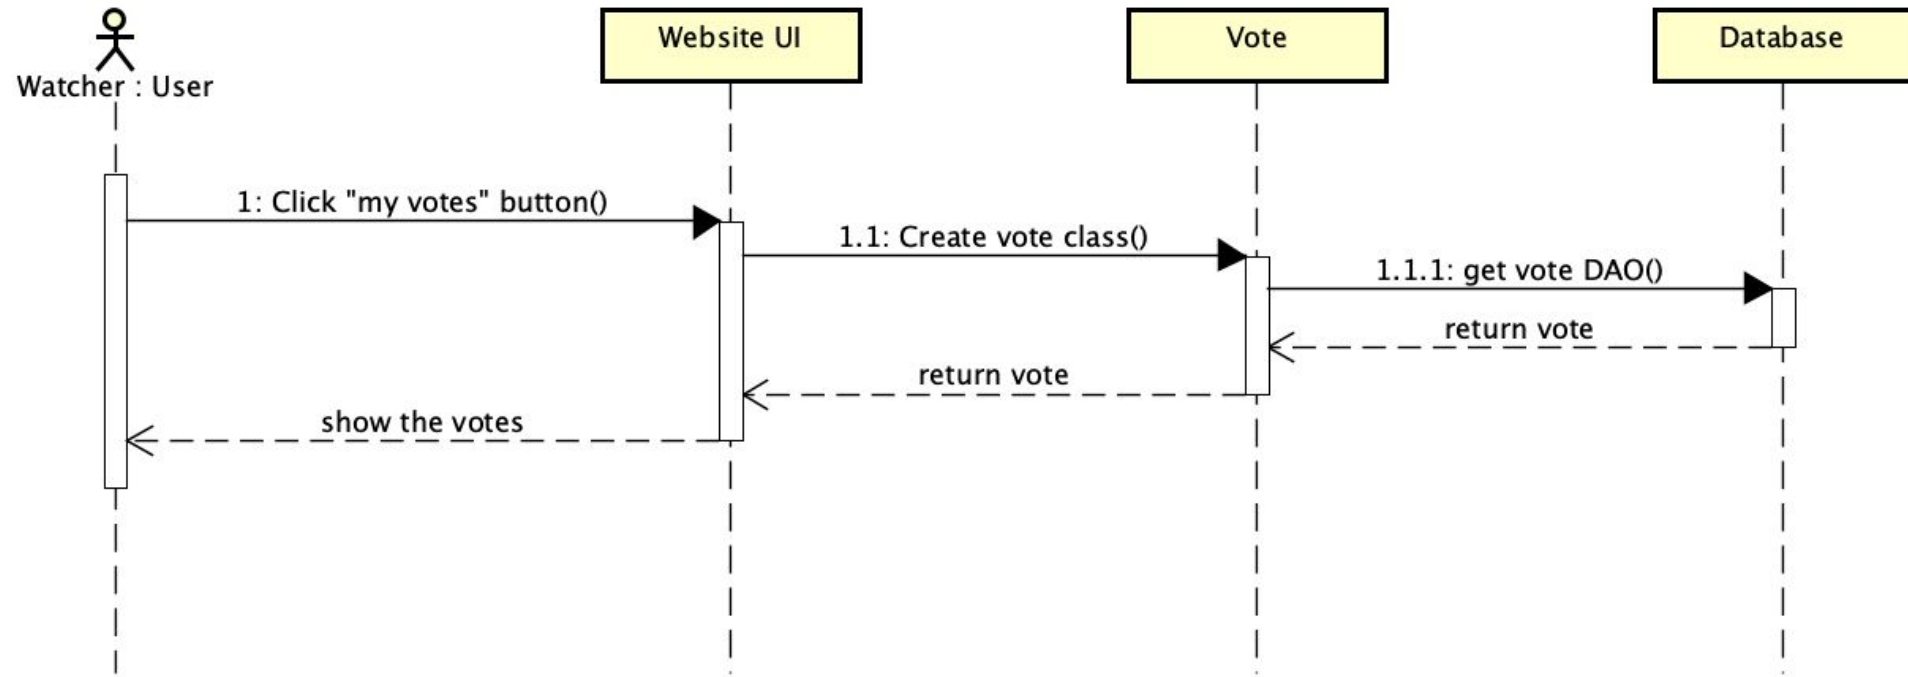 Watcher : User
Website UI
Vote
Database
1: Click "my votes" button()
1.1: Create vote class()
1.1.1: get vote DAO()
return vote
return vote
show the votes